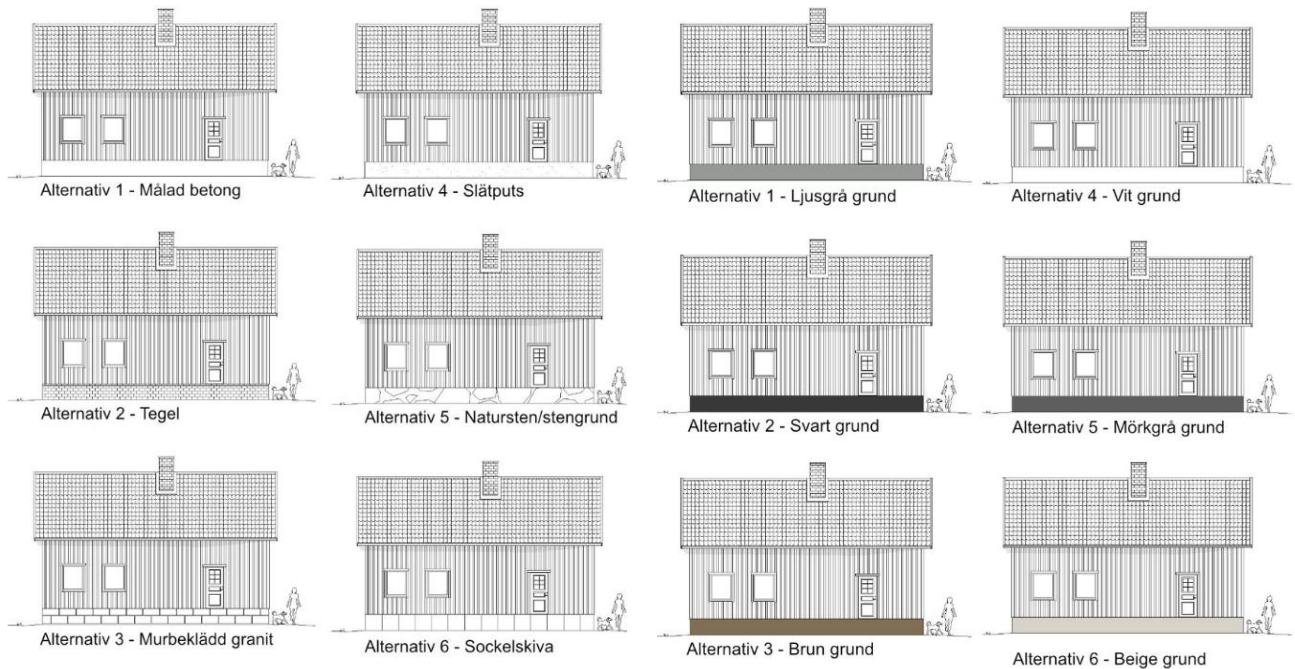 Alternativ 1 - Målad betong
Alternativ 4 - Slätputs
Alternativ 1 - Ljusgrå grund
Alternativ 4 - Vit grund
Alternativ 2 - Tegel
Alternativ 5 - Natursten/stengrund
Alternativ 2 - Svart grund
Alternativ 5 - Mörkgrå grund
Alternativ 3 - Murbeklädd granit
Alternativ 6 - Sockelskiva
Alternativ 3 - Brun grund
Alternativ 6 - Beige grund